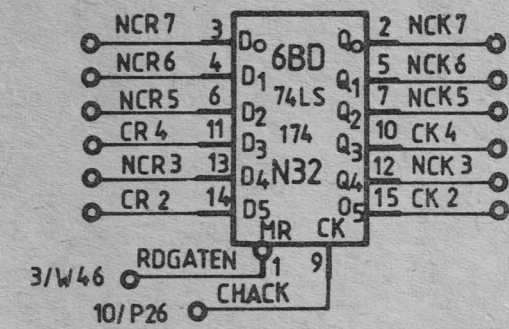 NCR7 3 D0 6BD Q0 2 NCK7
NCR6 4 D1 74LS Q1 5 NCK6
NCR5 6 D2 174 Q2 7 NCK5
CR4 11 D3 Q3 10 CK4
NCR3 13 D4 N32 Q4 12 NCK3
CR2 14 D5 O5 15 CK2
MR CK
3/W46 RDGATEN 1 9
10/P26 CHACK